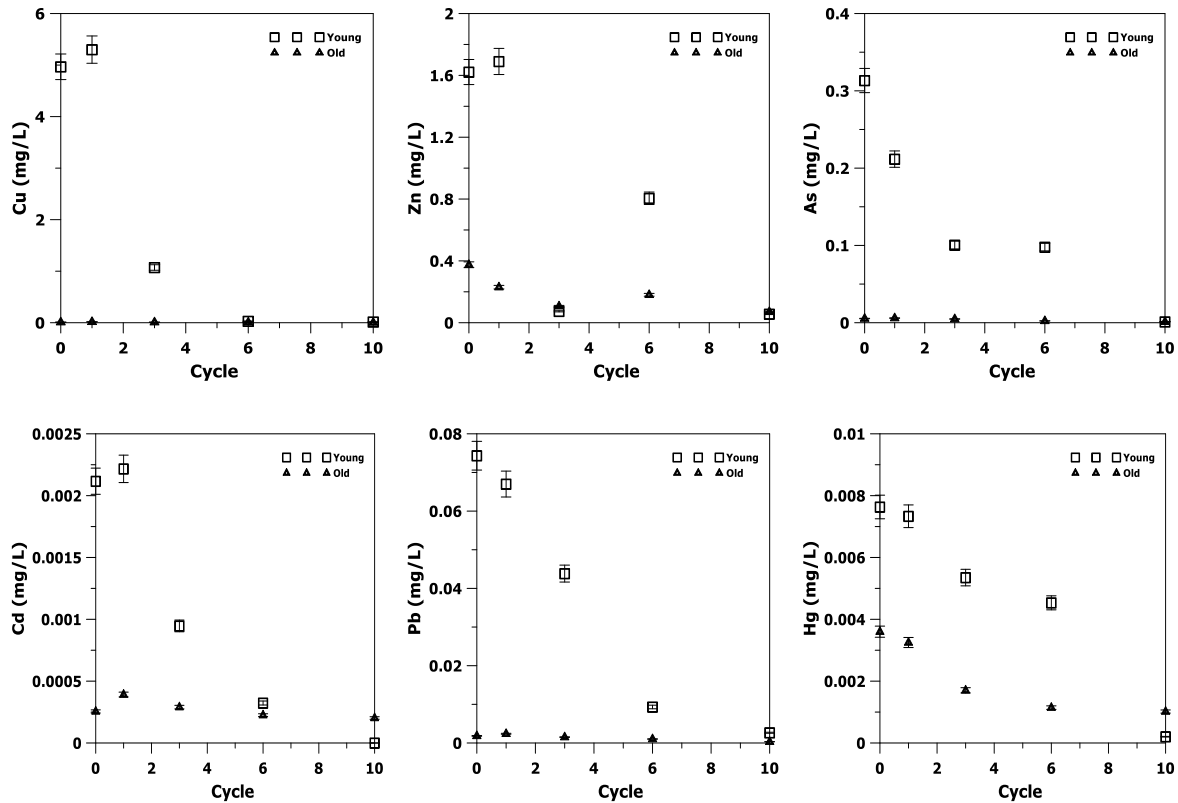 6
4
2
0
Cu (mg/L)
0 2 4 6 8 10
Cycle
Young
Old
2
1.6
1.2
0.8
0.4
0
Zn (mg/L)
0 2 4 6 8 10
Cycle
Young
Old
0.4
0.3
0.2
0.1
0
As (mg/L)
0 2 4 6 8 10
Cycle
Young
Old
0.0025
0.002
0.0015
0.001
0.0005
0
Cd (mg/L)
0 2 4 6 8 10
Cycle
Young
Old
0.08
0.06
0.04
0.02
0
Pb (mg/L)
0 2 4 6 8 10
Cycle
Young
Old
0.01
0.008
0.006
0.004
0.002
0
Hg (mg/L)
0 2 4 6 8 10
Cycle
Young
Old